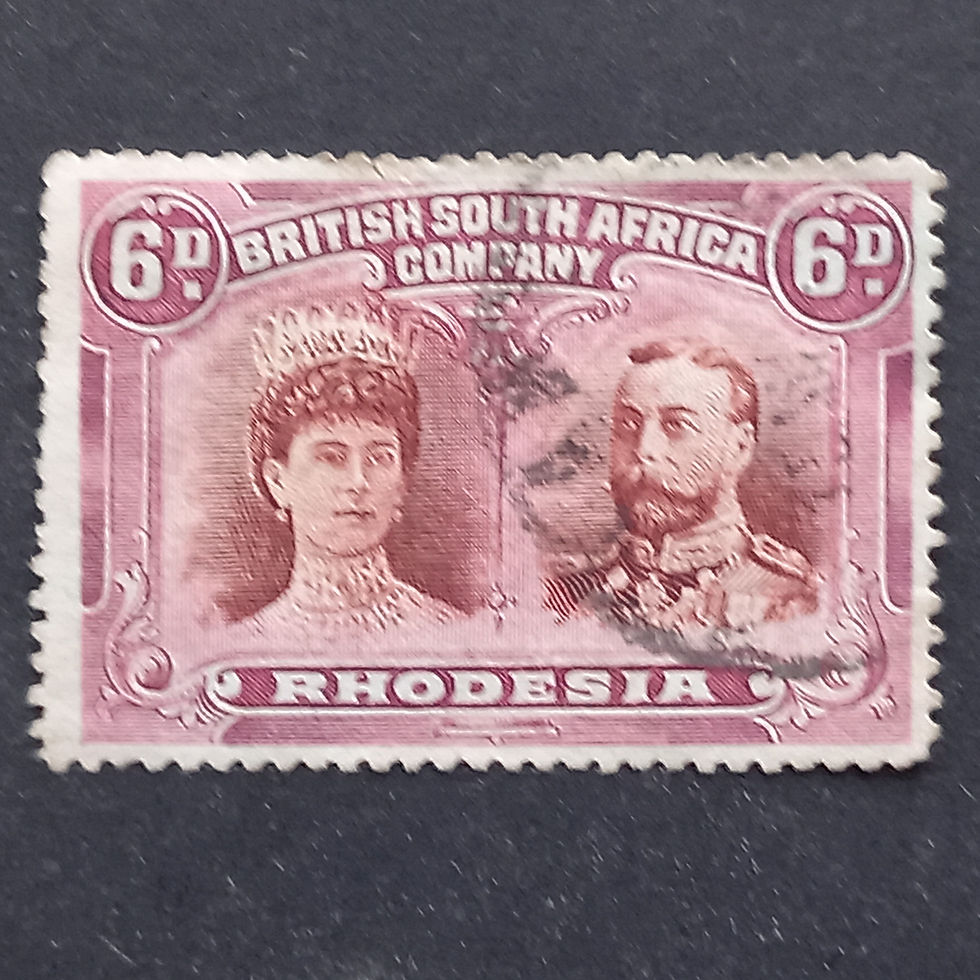 6D.
BRITISH SOUTH AFRICA
COMPANY
6D.
RHODESIA